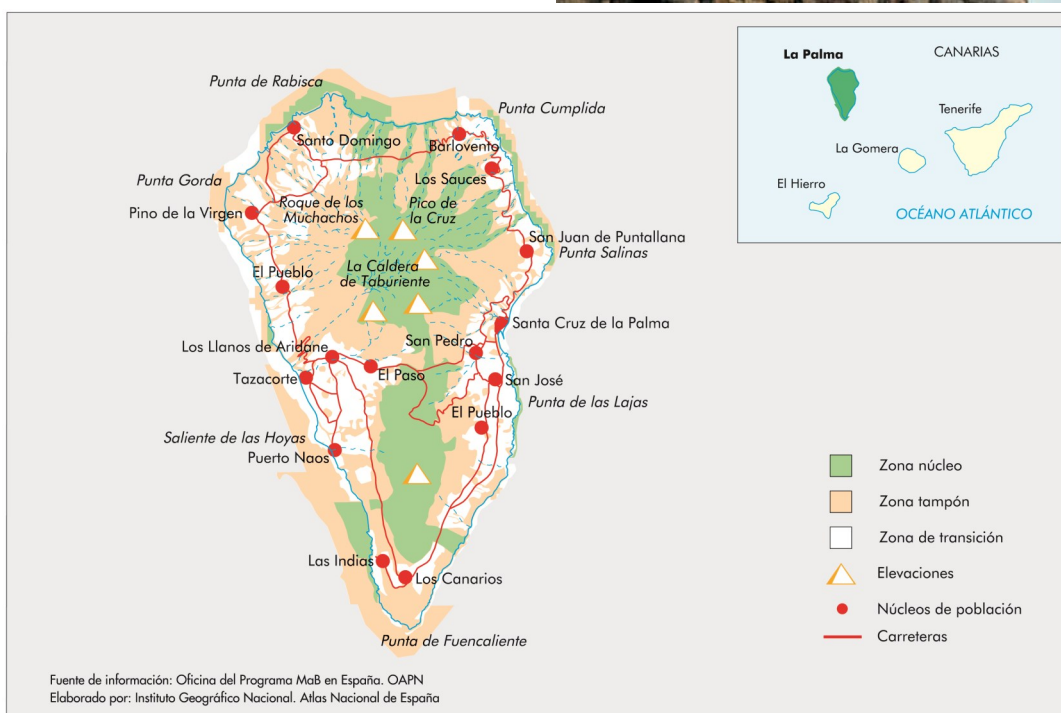 Punta de Rabisca
Punta Cumplida
Santo Domingo
Barlovento
Los Sauces
Punta Gorda
Pino de la Virgen
Roque de los
Muchachos
Pico de
la Cruz
San Juan de Puntallana
Punta Salinas
El Pueblo
La Caldera
de Taburiente
Santa Cruz de la Palma
San Pedro
Los Llanos de Aridane
El Paso
Tazacorte
San José
El Pueblo
Punta de las Lajas
Saliente de las Hoyas
Puerto Naos
Las Indias
Los Canarios
Punta de Fuencaliente
La Palma
CANARIAS
Tenerife
La Gomera
El Hierro
OCÉANO ATLÁNTICO
Zona núcleo
Zona tampón
Zona de transición
Elevaciones
Núcleos de población
Carreteras
Fuente de información: Oficina del Programa MaB en España. OAPN
Elaborado por: Instituto Geográfico Nacional. Atlas Nacional de España